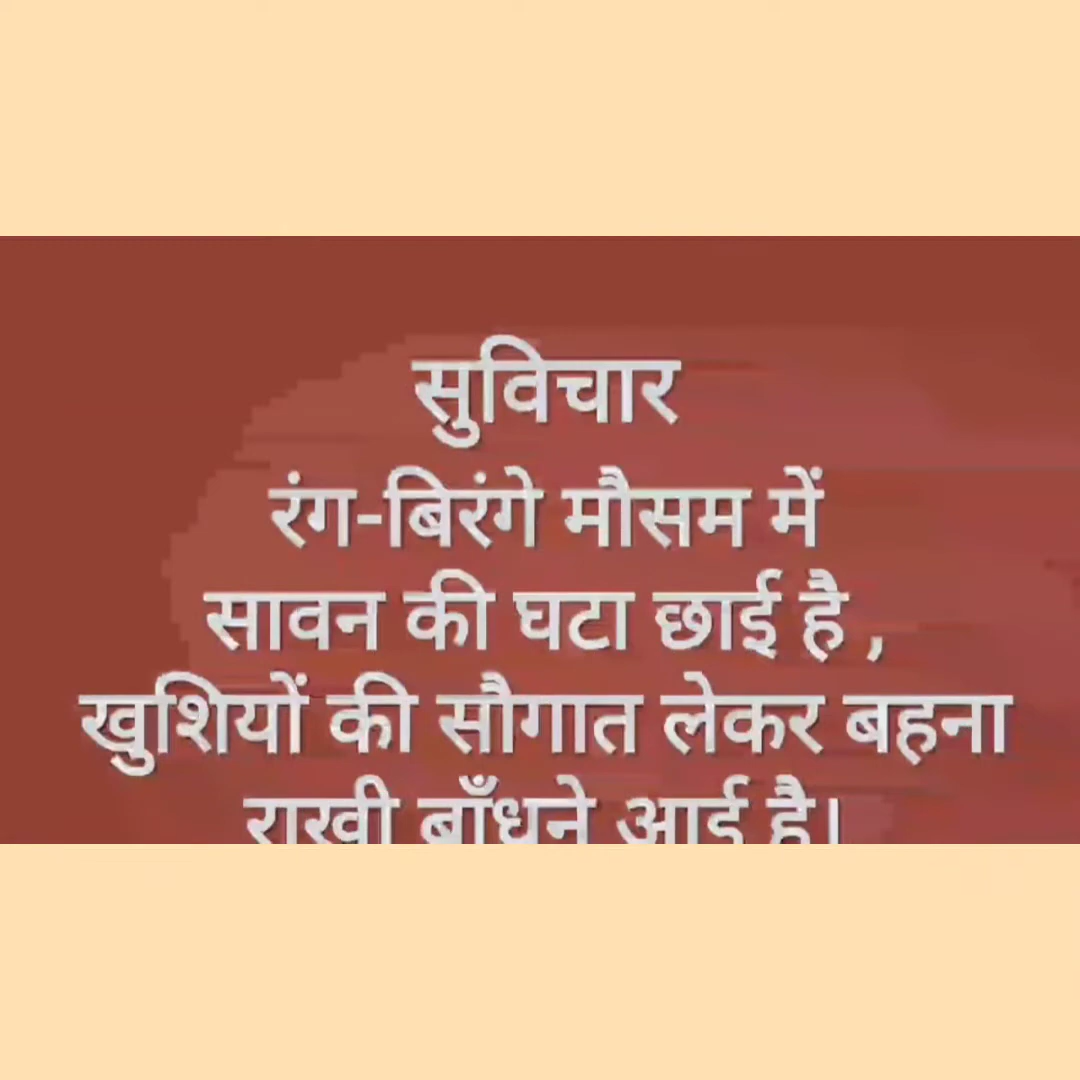 सुविचार
रंग-बिरंगे मौसम में
सावन की घटा छाई है ,
खुशियों की सौगात लेकर बहना
राखी बाँधने आई है।